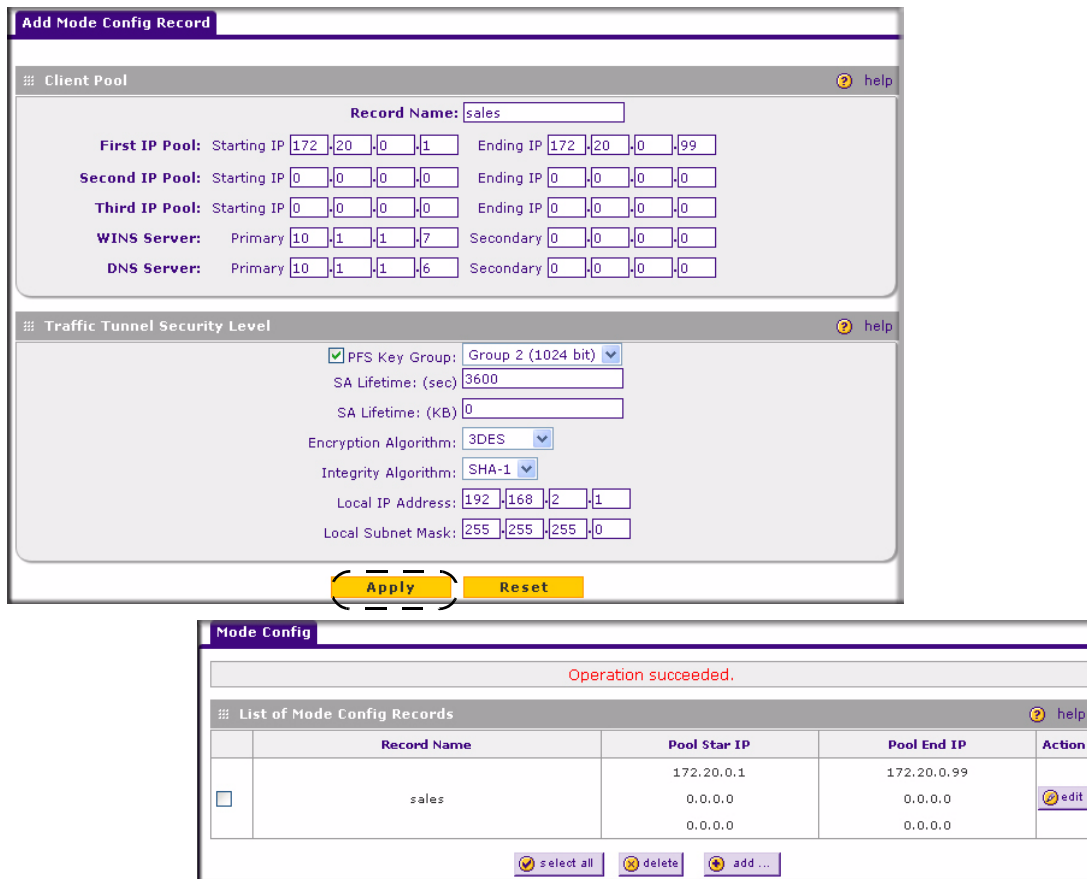 Add Mode Config Record
Client Pool help
Record Name: sales
First IP Pool: Starting IP 172 .20 .0 .1 Ending IP 172 .20 .0 .99
Second IP Pool: Starting IP 0 .0 .0 .0 Ending IP 0 .0 .0 .0
Third IP Pool: Starting IP 0 .0 .0 .0 Ending IP 0 .0 .0 .0
WINS Server: Primary 10 .1 .1 .7 Secondary 0 .0 .0 .0
DNS Server: Primary 10 .1 .1 .6 Secondary 0 .0 .0 .0
Traffic Tunnel Security Level help
PFS Key Group: Group 2 (1024 bit)
SA Lifetime: (sec) 3600
SA Lifetime: (KB) 0
Encryption Algorithm: 3DES
Integrity Algorithm: SHA-1
Local IP Address: 192 .168 .2 .1
Local Subnet Mask: 255 .255 .255 .0
Apply Reset
Mode Config
Operation succeeded.
List of Mode Config Records help
Record Name Pool Star IP Pool End IP Action
172.20.0.1 172.20.0.99
sales 0.0.0.0 0.0.0.0 edit
0.0.0.0 0.0.0.0
select all delete add ...